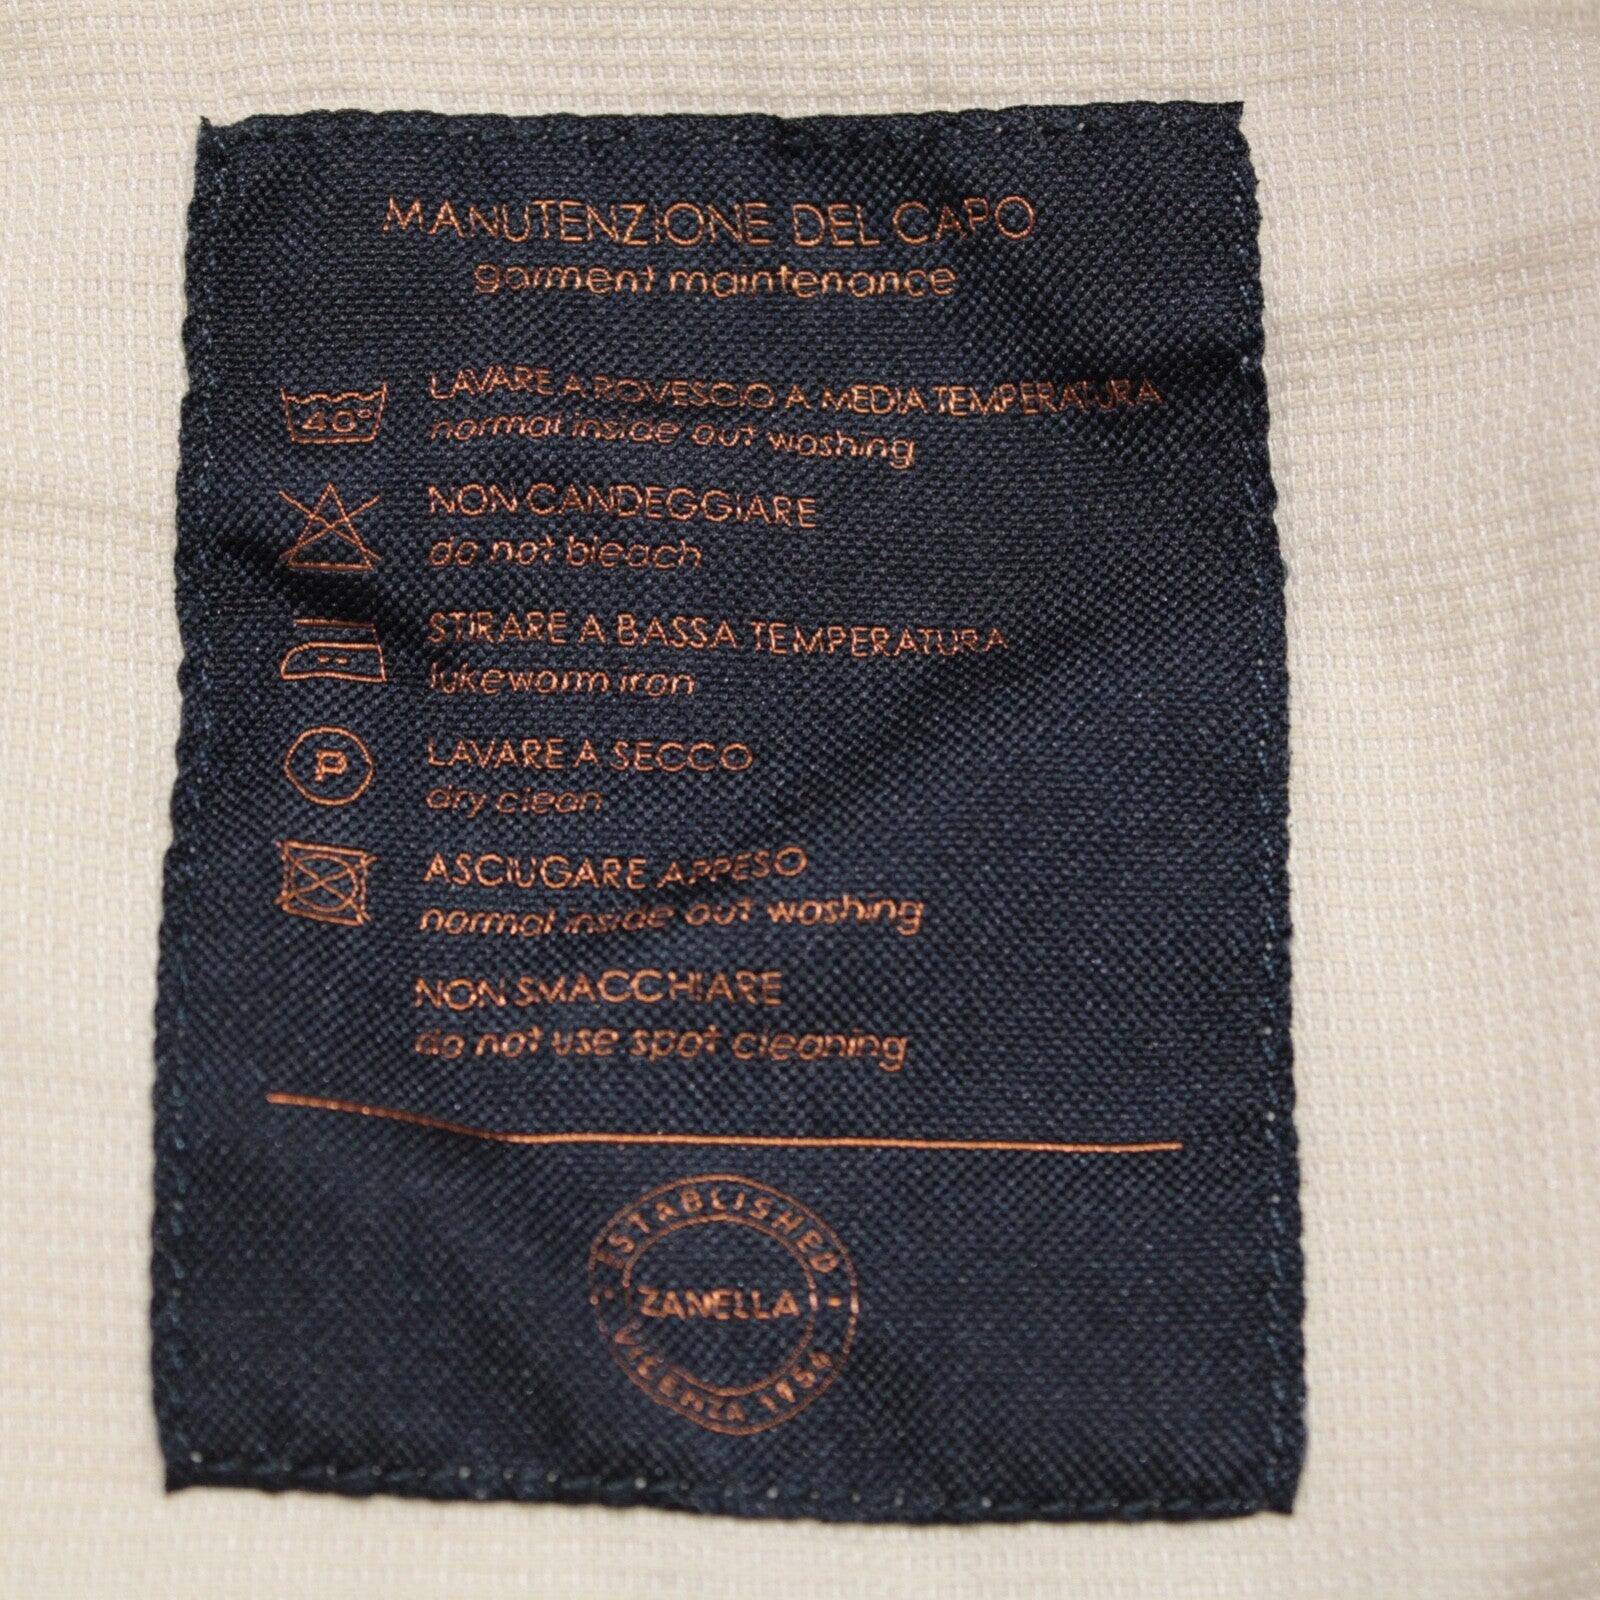 MANUTENZIONE DEL CAPO
garment maintenance
40°
LAVARE A ROVESCIO A MEDIA TEMPERATURA
normal inside out washing
NON CANDEGGIARE
do not bleach
STIRARE A BASSA TEMPERATURA
lukewarm iron
P
LAVARE A SECCO
dry clean
ASCIUGARE APPESO
normal inside out washing
NON SMACCHIARE
do not use spot cleaning
ESTABLISHED
ZANELLA
VICENZA 1954